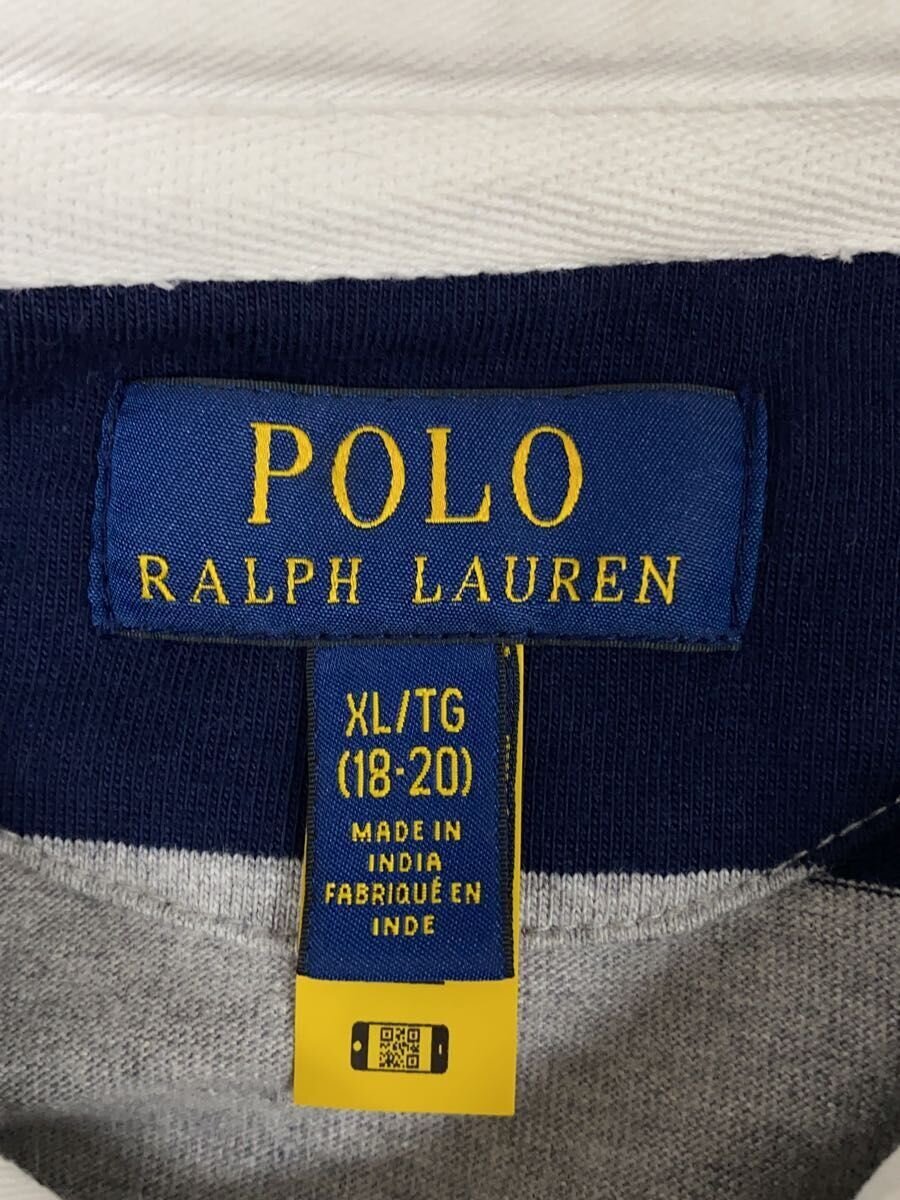 POLO
RALPH LAUREN
XL/TG
(18-20)
MADE IN
INDIA
FABRIQUÉ EN
INDE